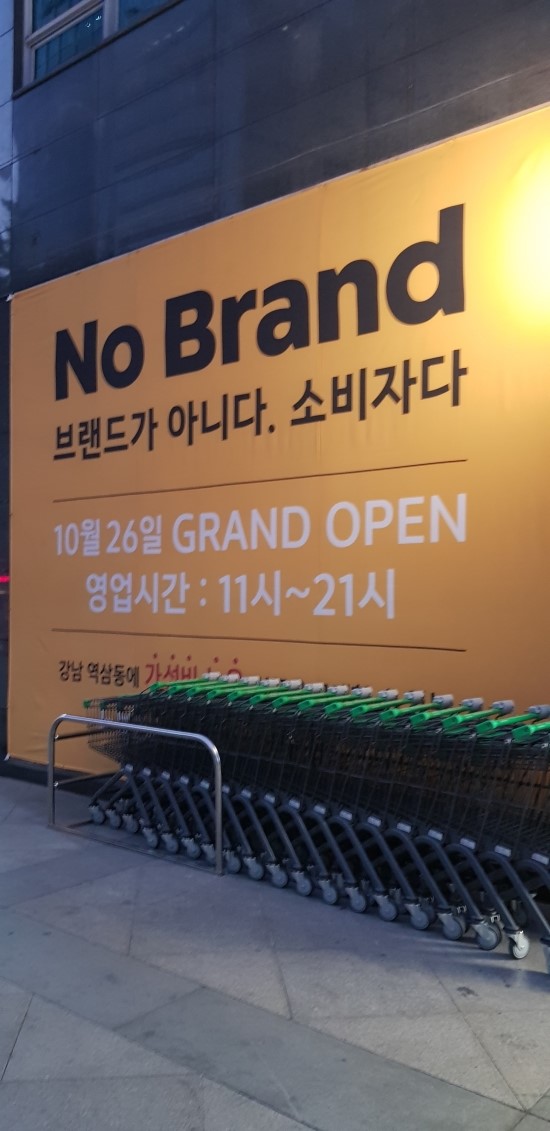 No Brand
브랜드가 아니다. 소비자다
10월 26일 GRAND OPEN
영업시간 : 11시~21시
강남 역삼동에